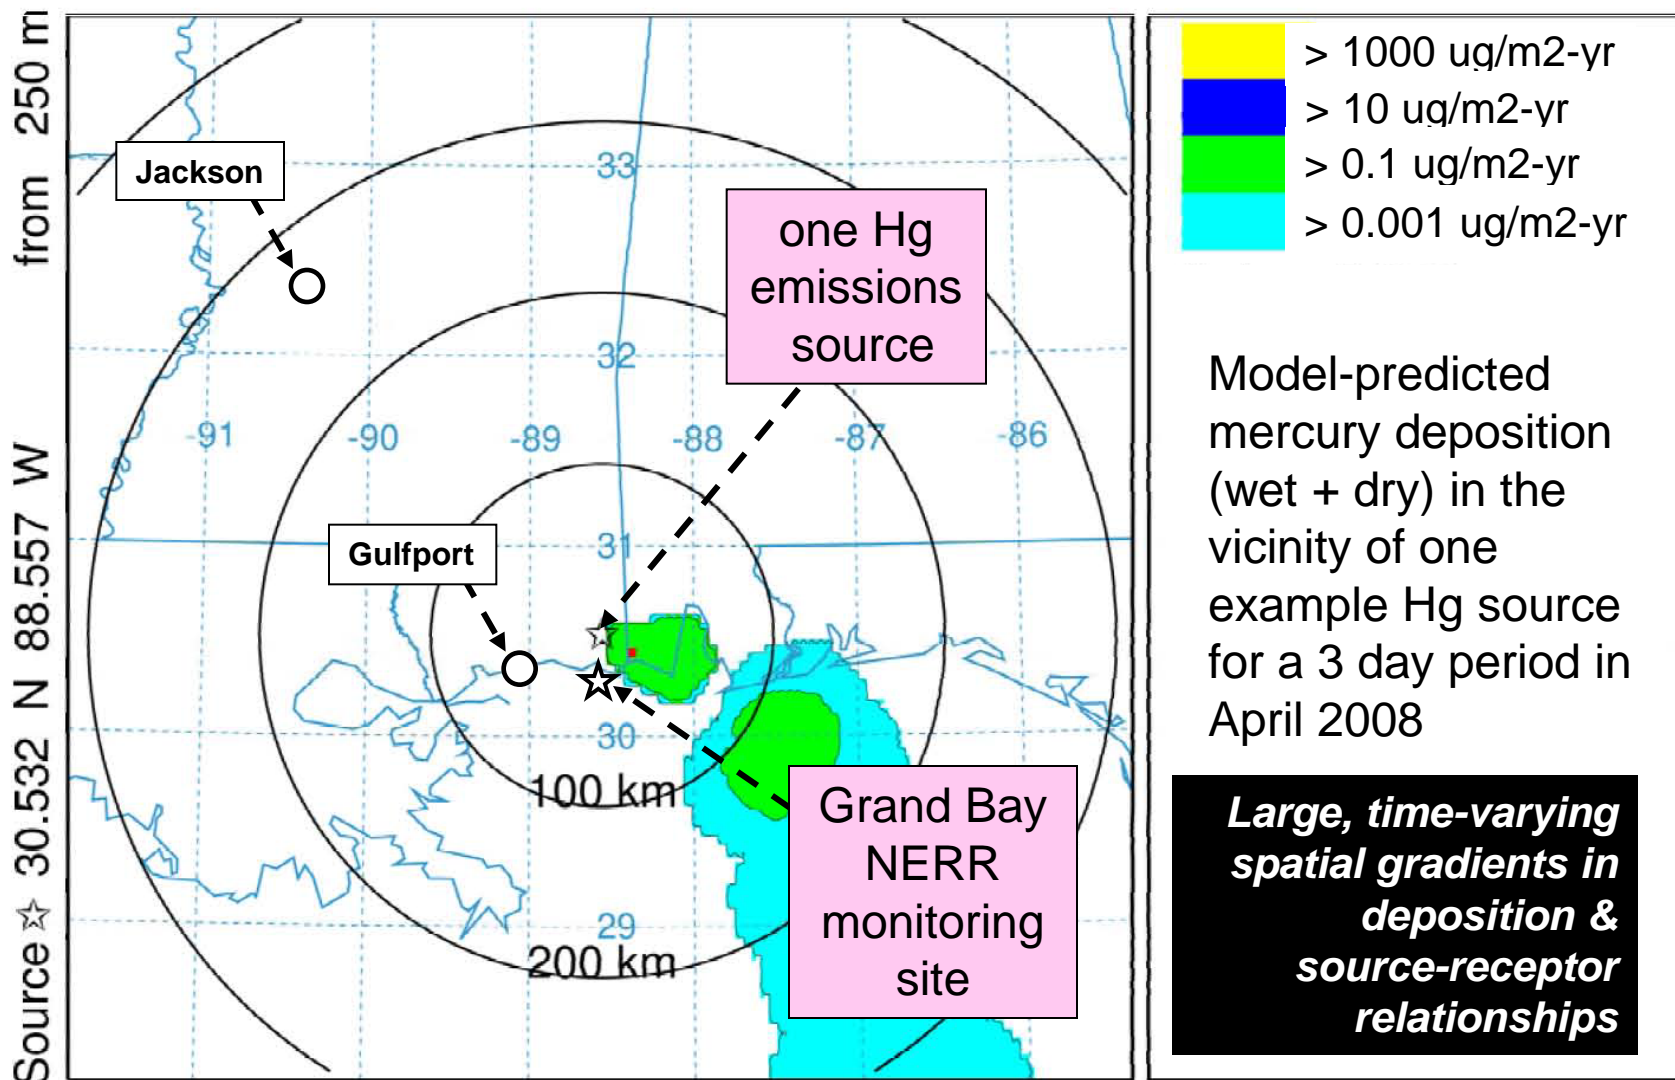 Source ☆ 30.532 N 88.557 W from 250 m
Jackson
33
one Hg
emissions
source
32
-91
-90
-89
-88
-87
-86
Gulfport
31
30
100 km
Grand Bay
NERR
monitoring
site
29
200 km
> 1000 ug/m2-yr
> 10 ug/m2-yr
> 0.1 ug/m2-yr
> 0.001 ug/m2-yr
Model-predicted
mercury deposition
(wet + dry) in the
vicinity of one
example Hg source
for a 3 day period in
April 2008
Large, time-varying
spatial gradients in
deposition &
source-receptor
relationships